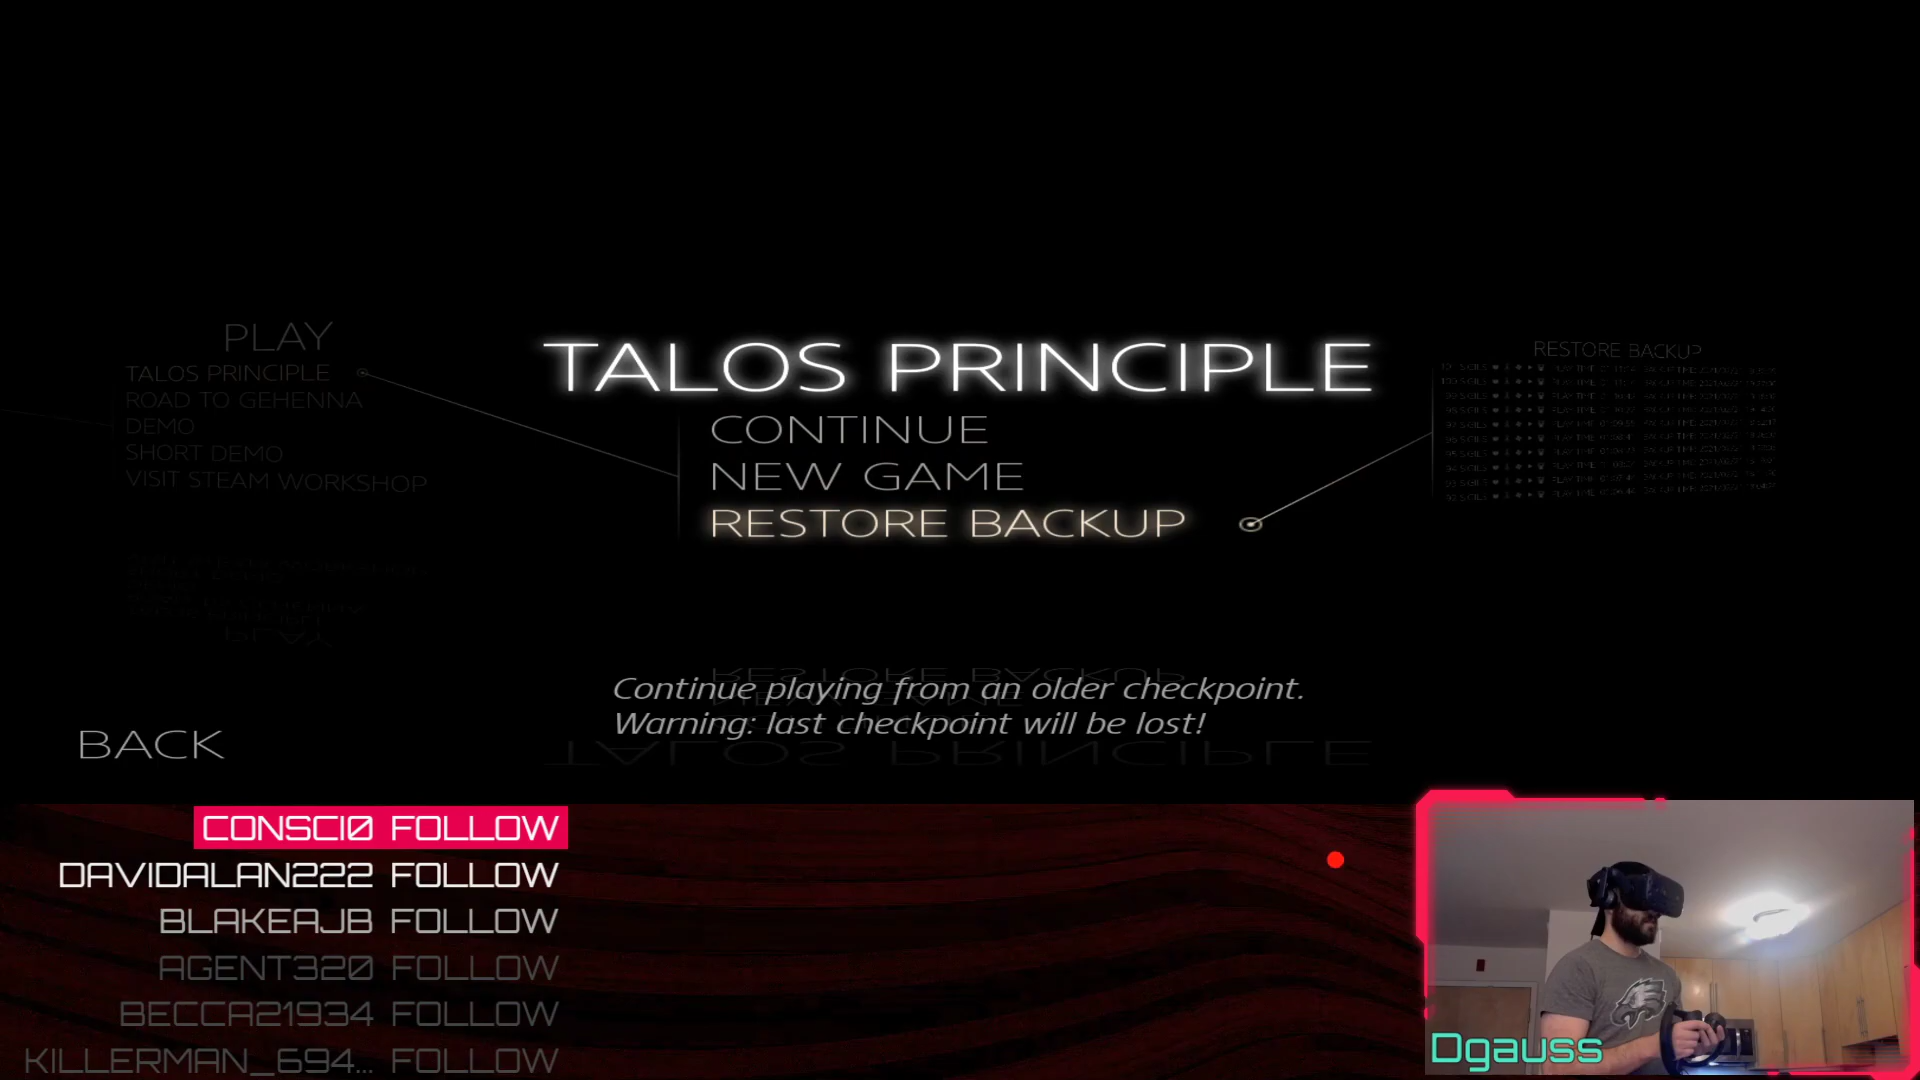 PLAY
TALOS PRINCIPLE
ROAD TO GEHENNA
DEMO
SHORT DEMO
VISIT STEAM WORKSHOP
TALOS PRINCIPLE
CONTINUE
NEW GAME
RESTORE BACKUP
RESTORE BACKUP
Continue playing from an older checkpoint.
Warning: last checkpoint will be lost!
BACK
CONSCI0 FOLLOW
DAVIDALAN222 FOLLOW
BLAKEAJB FOLLOW
AGENT320 FOLLOW
BECCA21934 FOLLOW
KILLERMAN_694... FOLLOW
Dgauss